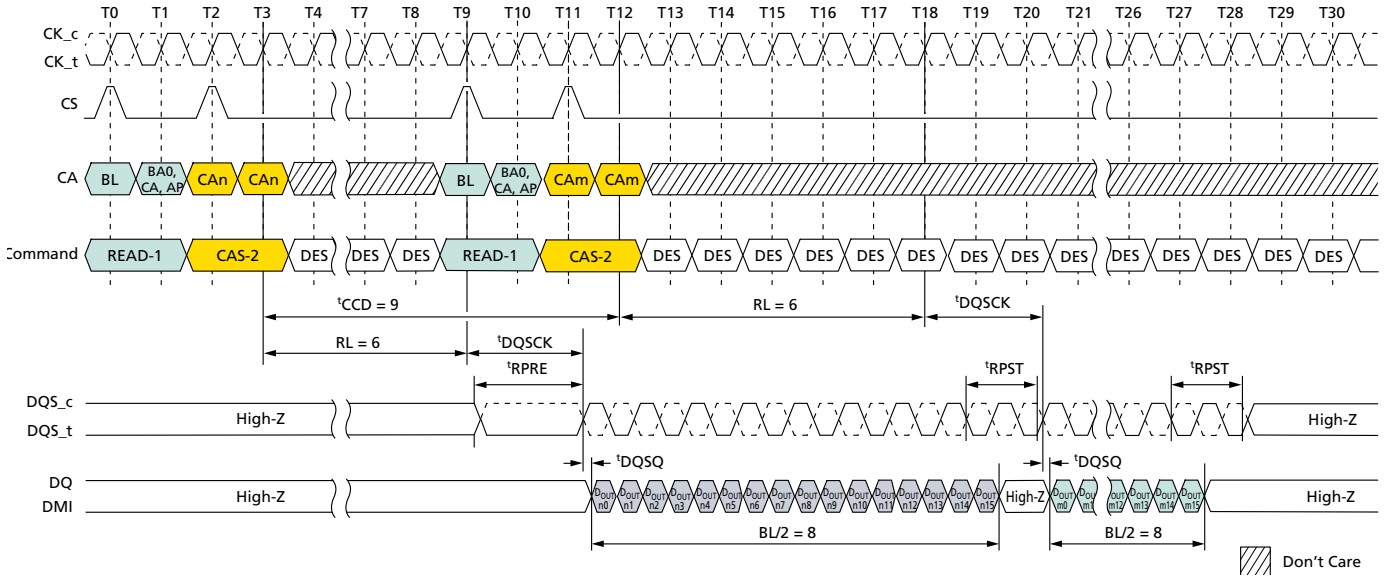 T0 T1 T2 T3 T4 T7 T8 T9 T10 T11 T12 T13 T14 T15 T16 T17 T18 T19 T20 T21 T26 T27 T28 T29 T30
CK_c
CK_t
CS
CA BL BA0, CA, AP CAn CAn BL BA0, CA, AP CAm CAm
Command READ-1 CAS-2 DES DES DES READ-1 CAS-2 DES DES DES DES DES DES DES DES DES DES DES DES DES DES
tCCD = 9 RL = 6 tDQSCK
RL = 6 tDQSCK
tRPRE tRPST tRPST
DQS_c
DQS_t
High-Z High-Z
tDQSQ tDQSQ
DQ
DMI
High-Z DOUT n0 DOUT n1 DOUT n2 DOUT n3 DOUT n4 DOUT n5 DOUT n6 DOUT n7 DOUT n8 DOUT n9 DOUT n10 DOUT n11 DOUT n12 DOUT n13 DOUT n14 DOUT n15 High-Z DOUT m0 DOUT m1 DOUT m12 DOUT m13 DOUT m14 DOUT m15 High-Z
BL/2 = 8 BL/2 = 8
Don't Care